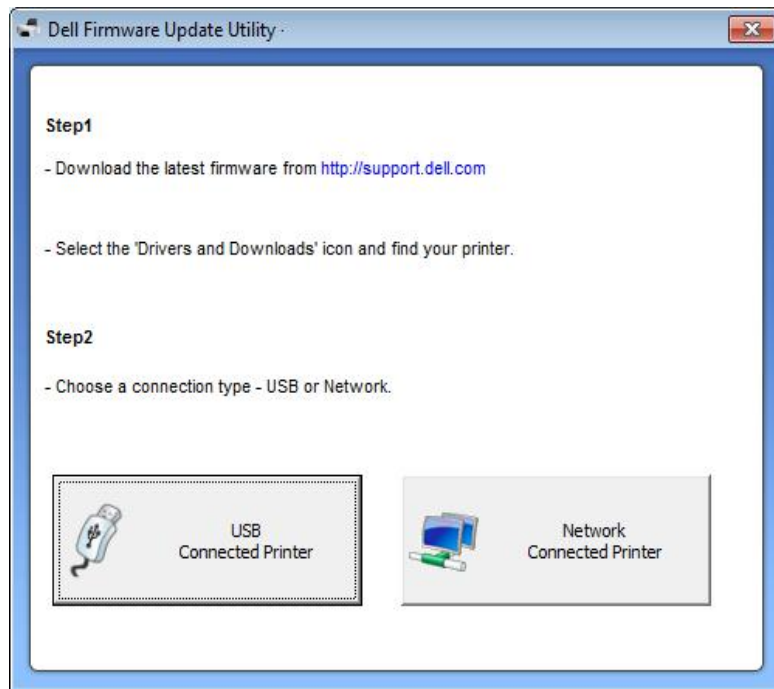 Dell Firmware Update Utility -
Step1
- Download the latest firmware from http://support.dell.com
- Select the 'Drivers and Downloads' icon and find your printer.
Step2
- Choose a connection type - USB or Network.
USB
Connected Printer
Network
Connected Printer